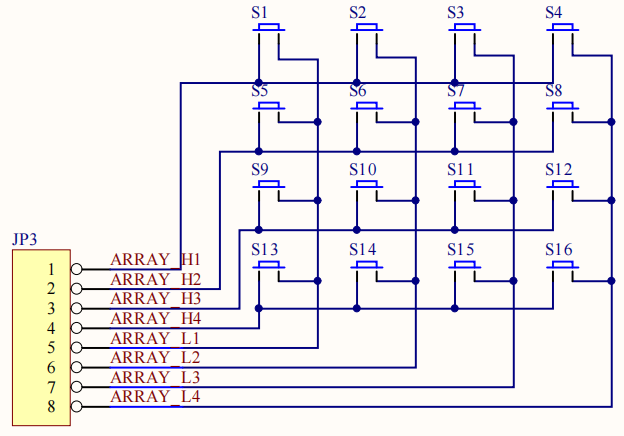 S1 S2 S3 S4
S5 S6 S7 S8
S9 S10 S11 S12
S13 S14 S15 S16
JP3
1 ARRAY_H1
2 ARRAY_H2
3 ARRAY_H3
4 ARRAY_H4
5 ARRAY_L1
6 ARRAY_L2
7 ARRAY_L3
8 ARRAY_L4